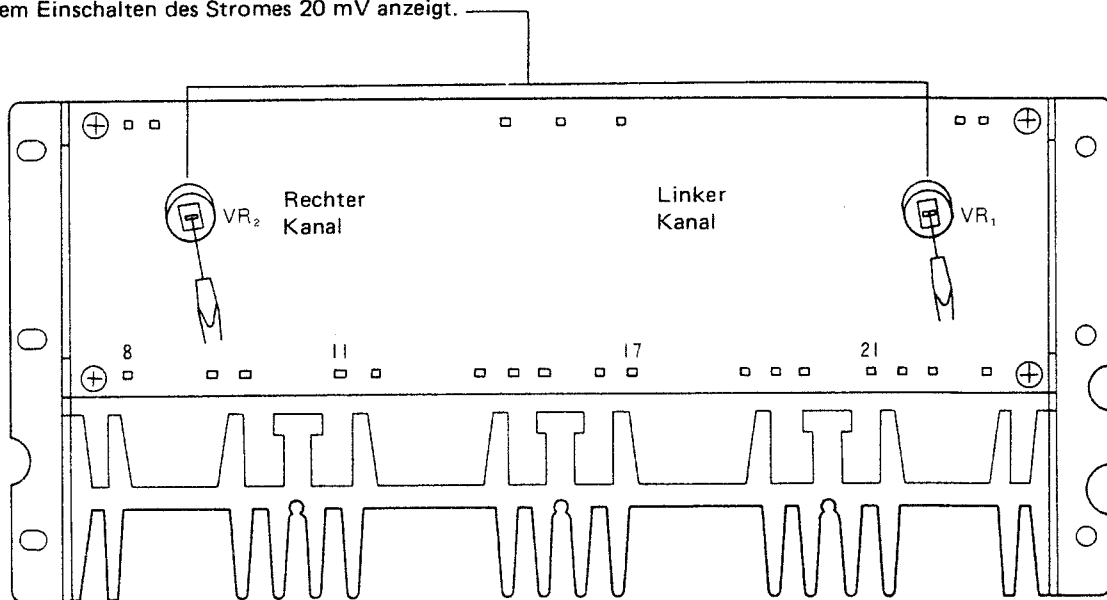 em Einschalten des Stromes 20 mV anzeigt.
Rechter
Kanal
VR₂
Linker
Kanal
VR₁
8
11
17
21